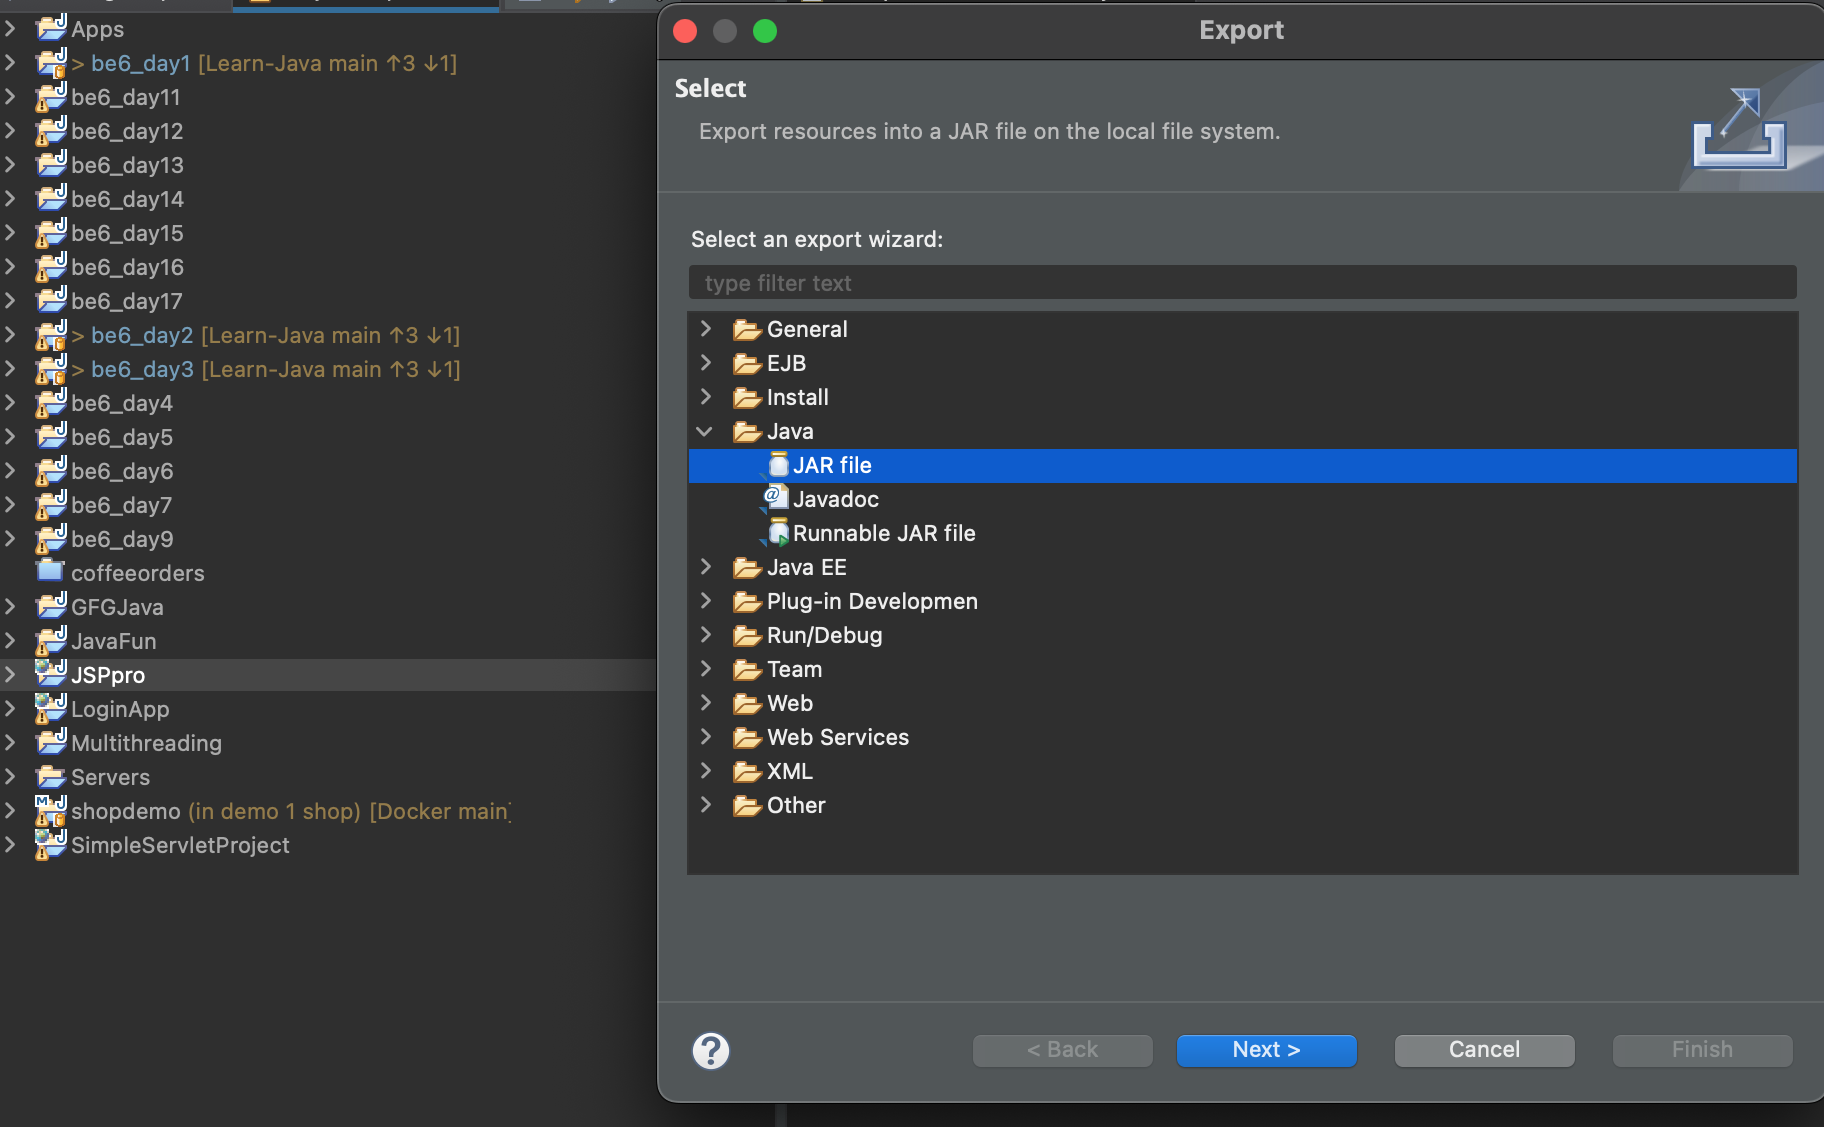 Apps
> be6_day1 [Learn-Java main ↑3 ↓1]
be6_day11
be6_day12
be6_day13
be6_day14
be6_day15
be6_day16
be6_day17
> be6_day2 [Learn-Java main ↑3 ↓1]
> be6_day3 [Learn-Java main ↑3 ↓1]
be6_day4
be6_day5
be6_day6
be6_day7
be6_day9
coffeeorders
GFGJava
JavaFun
JSPpro
LoginApp
Multithreading
Servers
shopdemo (in demo 1 shop) [Docker main]
SimpleServletProject
Export
Select
Export resources into a JAR file on the local file system.
Select an export wizard:
type filter text
General
EJB
Install
Java
JAR file
Javadoc
Runnable JAR file
Java EE
Plug-in Developmen
Run/Debug
Team
Web
Web Services
XML
Other
?
< Back
Next >
Cancel
Finish